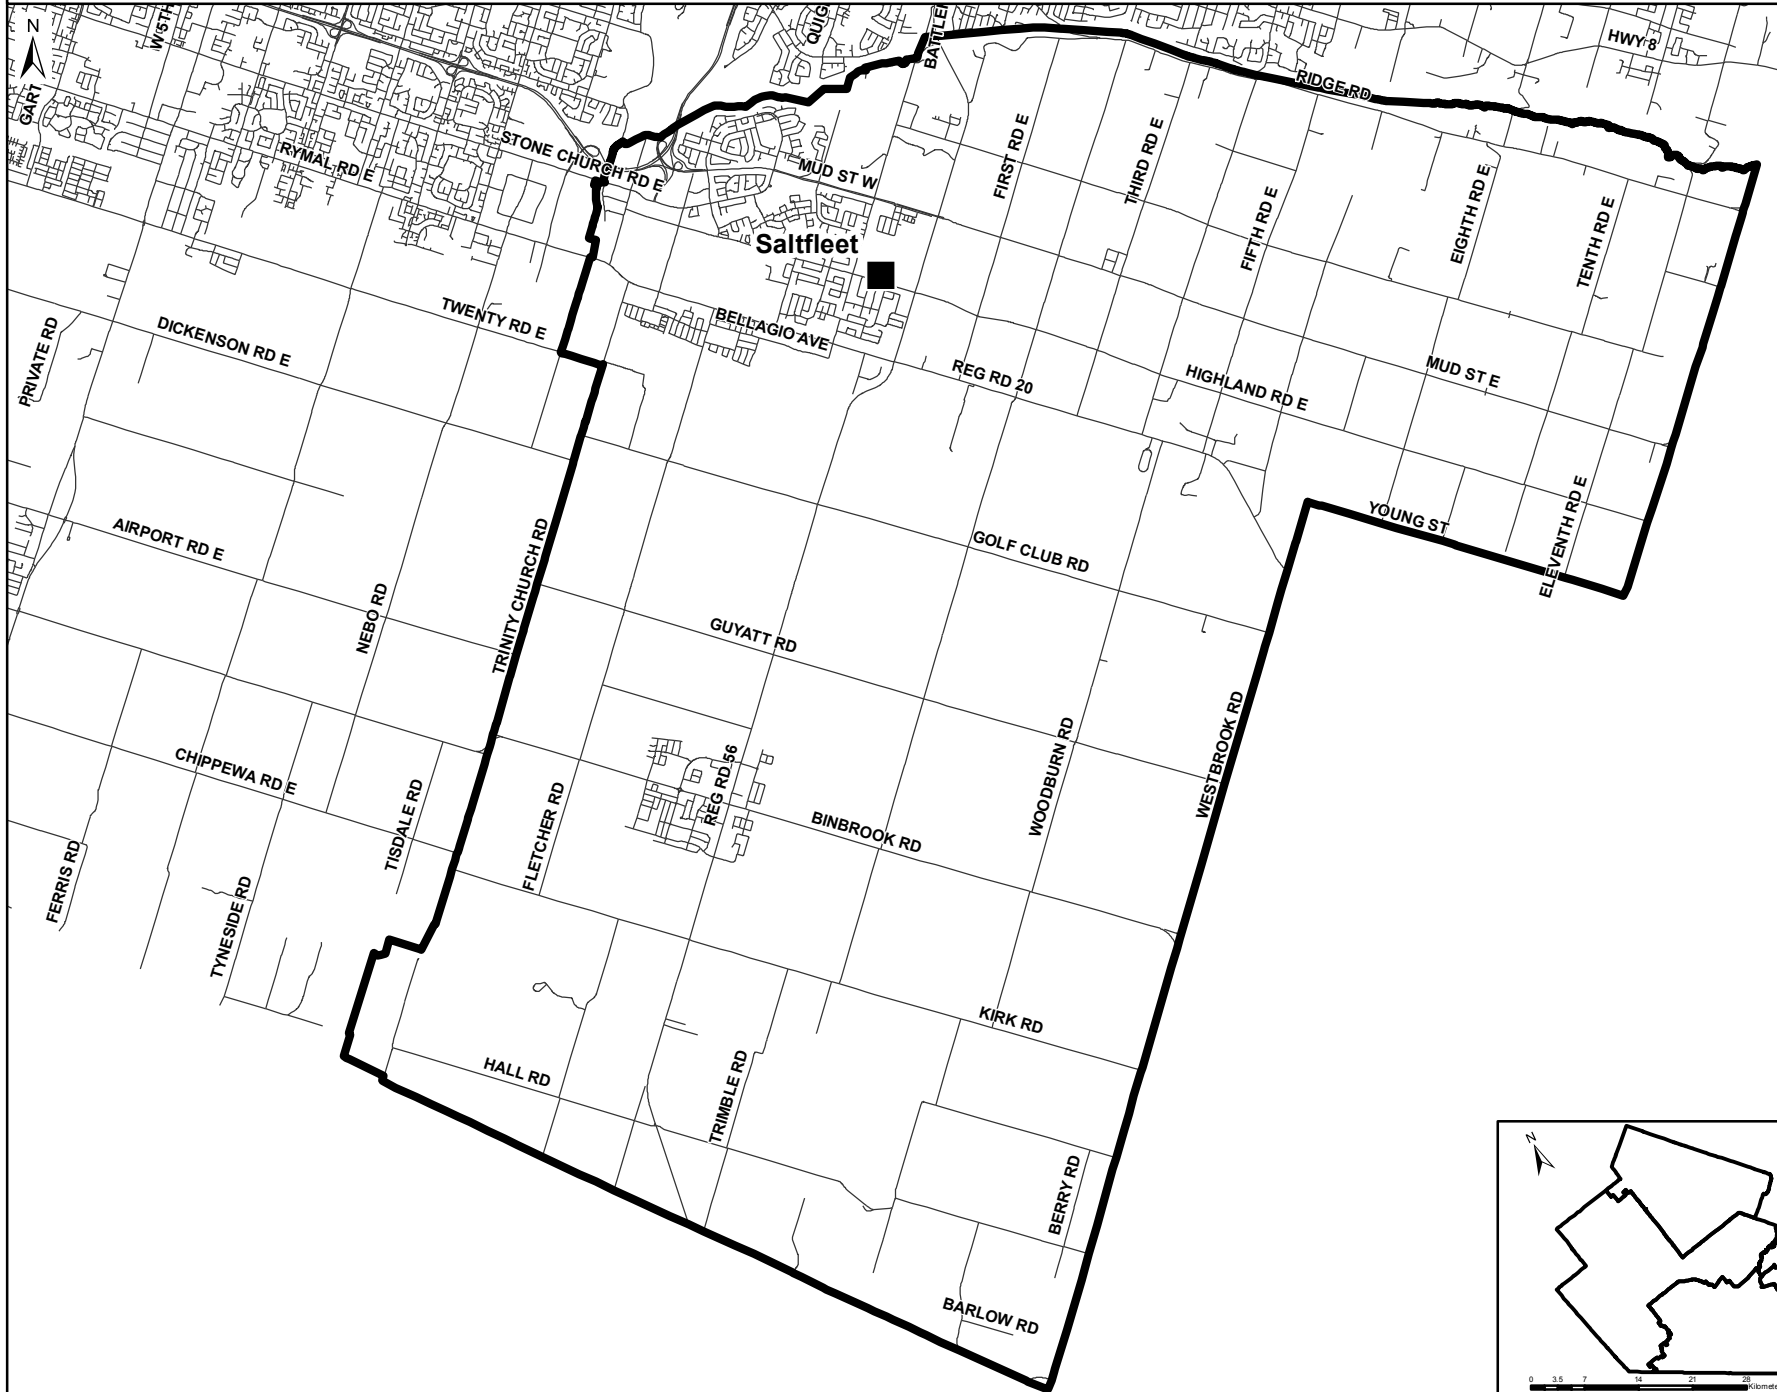 N
W 5TH
QUIG
BATTLEF
HWY 8
GART
RIDGE RD
RYMAL RD E
STONE CHURCH RD E
MUD ST W
FIRST RD E
THIRD RD E
FIFTH RD E
EIGHTH RD E
TENTH RD E
Saltfleet
TWENTY RD E
BELLAGIO AVE
PRIVATE RD
DICKENSON RD E
REG RD 20
HIGHLAND RD E
MUD ST E
YOUNG ST
ELEVENTH RD E
AIRPORT RD E
NEBO RD
TRINITY CHURCH RD
GOLF CLUB RD
GUYATT RD
CHIPPEWA RD E
TISDALE RD
FLETCHER RD
REG RD 56
BINBROOK RD
WOODBURN RD
WESTBROOK RD
FERRIS RD
TYNESIDE RD
KIRK RD
HALL RD
TRIMBLE RD
BERRY RD
BARLOW RD
N
0 3.5 7 14 21 28
Kilomete